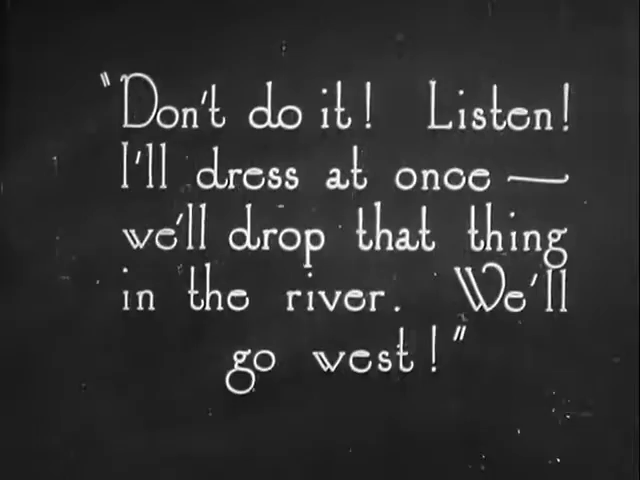 "Don't do it! Listen!
I'll dress at once —
we'll drop that thing
in the river. We'll
go west!"